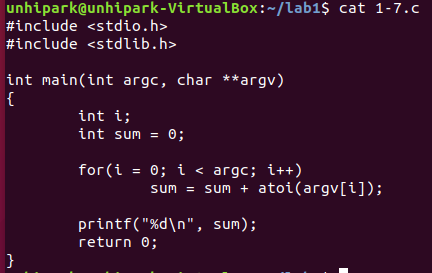 unhipark@unhipark-VirtualBox:~/lab1$ cat 1-7.c
#include <stdio.h>
#include <stdlib.h>

int main(int argc, char **argv)
{
        int i;
        int sum = 0;

        for(i = 0; i < argc; i++)
                sum = sum + atoi(argv[i]);

        printf("%d\n", sum);
        return 0;
}